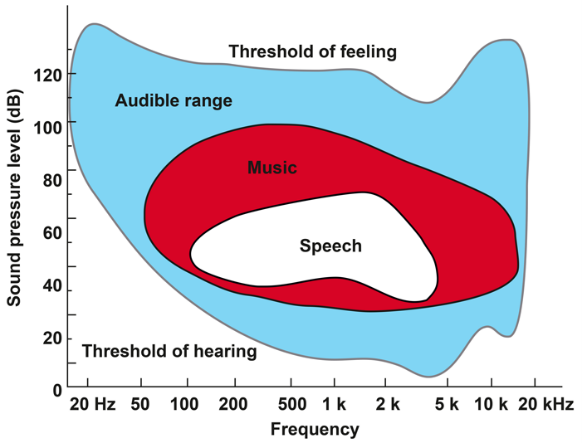 Threshold of feeling
120
Audible range
100
Music
80
60
Speech
40
20
Threshold of hearing
0
Sound pressure level (dB)
20 Hz 50 100 200 500 1 k 2 k 5 k 10 k 20 kHz
Frequency